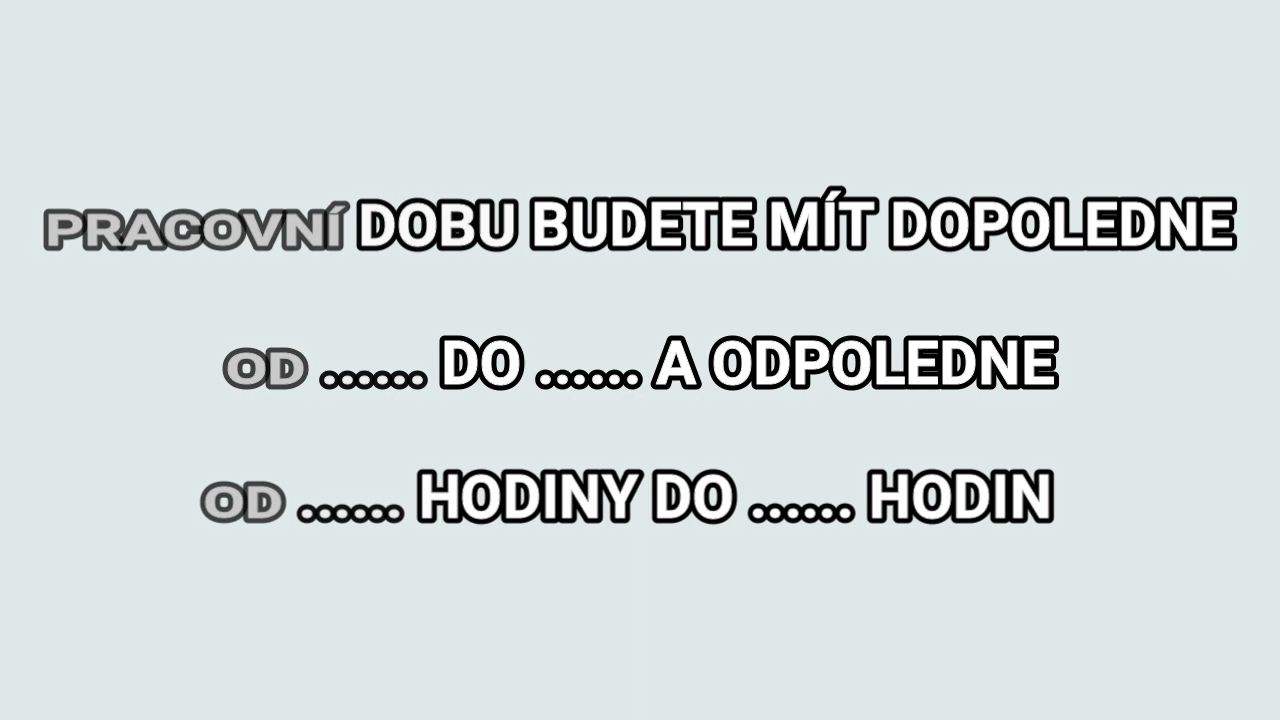 PRACOVNÍ DOBU BUDETE MÍT DOPOLEDNE
OD ...... DO ...... A ODPOLEDNE
OD ...... HODINY DO ...... HODIN